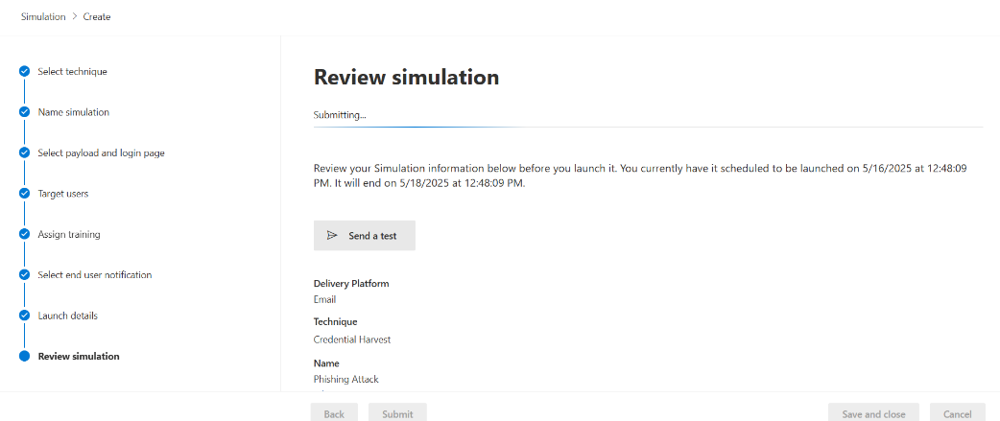 Simulation > Create
Select technique
Name simulation
Select payload and login page
Target users
Assign training
Select end user notification
Launch details
Review simulation
Review simulation
Submitting...
Review your Simulation information below before you launch it. You currently have it scheduled to be launched on 5/16/2025 at 12:48:09
PM. It will end on 5/18/2025 at 12:48:09 PM.
Send a test
Delivery Platform
Email
Technique
Credential Harvest
Name
Phishing Attack
Back Submit Save and close Cancel